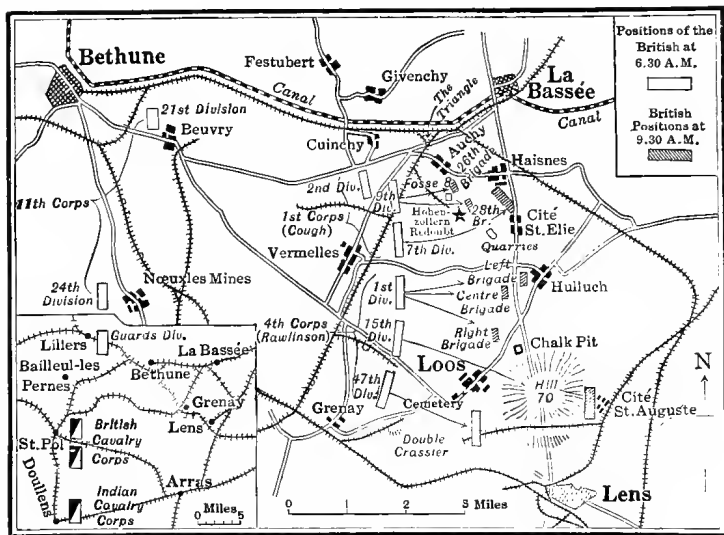 Bethune
Festubert
Givenchy
The
Triangle
La
Bassée
Canal
Canal
Positions of the
British at
6.30 A.M.
British
Positions at
9.30 A.M.
21st Division
Beuvry
Cuinchy
Auchy
26th
Brigade
Haisnes
11th Corps
2nd Div.
9th
Div.
Fosse 8
Hohen-
zollern
Redoubt
28th
Br.
Cité
St. Elie
Quarries
1st Corps
(Gough)
Vermelles
7th Div.
24th
Division
Nœux les Mines
1st
Div.
Left
Brigade
Centre
Brigade
Right
Brigade
Hulluch
15th
Div.
4th Corps
(Rawlinson)
Chalk Pit
Loos
Hill
70
N
47th
Div.
Cemetery
Cité
St. Auguste
Grenay
Double
Crassier
Lens
0 1 2 3 Miles
Guards Div.
Lillers
La Bassée
Bailleul-les
Pernes
Bethune
Grenay
Lens
St. Pol
British
Cavalry
Corps
Doullens
Arras
Indian
Cavalry
Corps
Miles
0 5